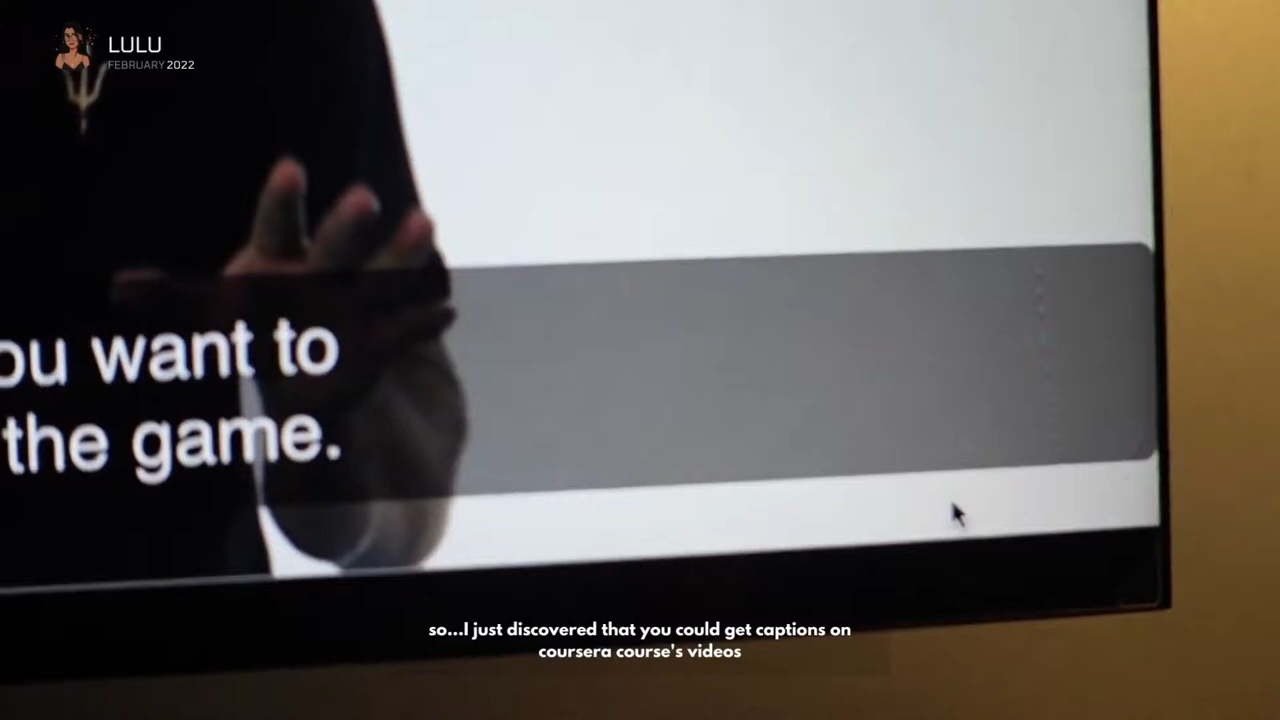 LULU
FEBRUARY 2022
ou want to
the game.
so...I just discovered that you could get captions on
coursera course's videos